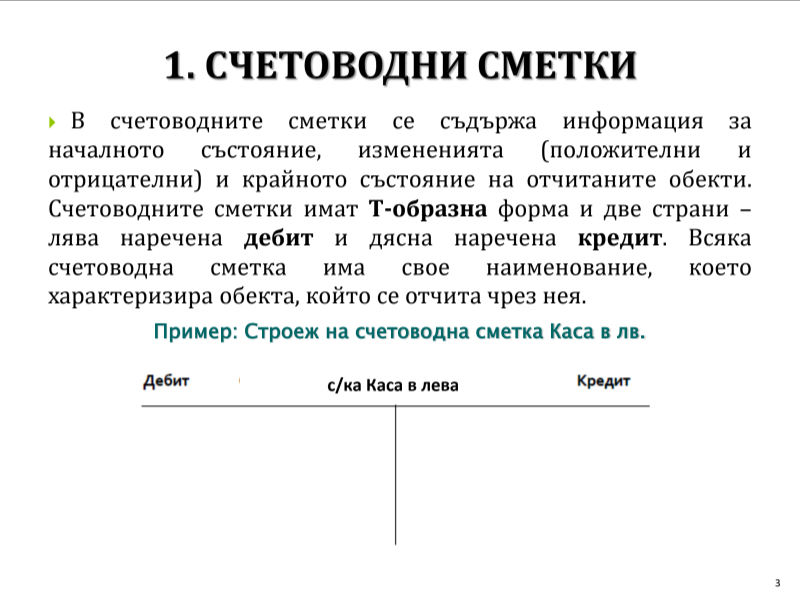 1. СЧЕТОВОДНИ СМЕТКИ
В счетоводните сметки се съдържа информация за
началното състояние, измененията (положителни и
отрицателни) и крайното състояние на отчитаните обекти.
Счетоводните сметки имат Т-образна форма и две страни –
лява наречена дебит и дясна наречена кредит. Всяка
счетоводна сметка има свое наименование, което
характеризира обекта, който се отчита чрез нея.
Пример: Строеж на счетоводна сметка Каса в лв.
Дебит с/ка Каса в лева Кредит
3